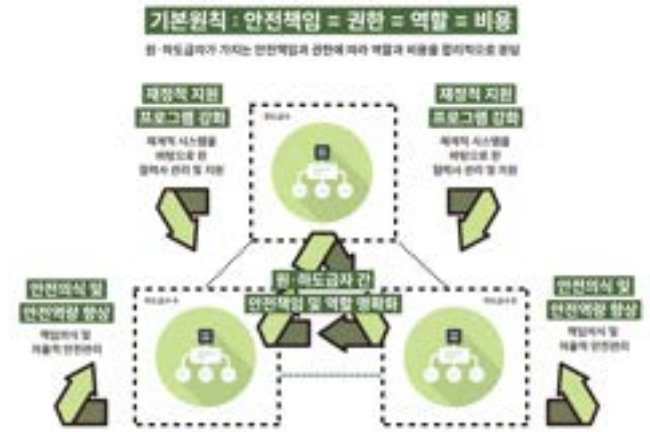 기본원칙 : 안전책임 = 권한 = 역할 = 비용
원·하도급자가 가지는 안전책임과 권한에 따라 역할과 비용을 합리적으로 분담
재정적 지원
프로그램 강화
체계적 시스템을
바탕으로 한
협력사 관리 및 지원
재정적 지원
프로그램 강화
체계적 시스템을
바탕으로 한
협력사 관리 및 지원
원·하도급자 간
안전책임 및 역할 명확화
안전의식 및
안전역량 향상
책임의식 및
자율적 안전관리
안전의식 및
안전역량 향상
책임의식 및
자율적 안전관리